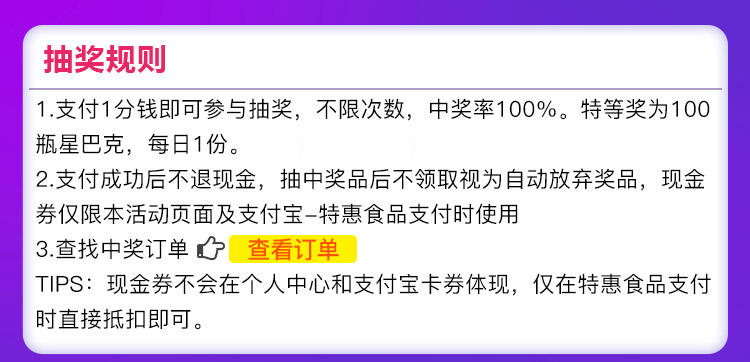 抽奖规则
1.支付1分钱即可参与抽奖，不限次数，中奖率100%。特等奖为100
瓶星巴克，每日1份。
2.支付成功后不退现金，抽中奖品后不领取视为自动放弃奖品，现金
券仅限本活动页面及支付宝-特惠食品支付时使用
3.查找中奖订单 查看订单
TIPS：现金券不会在个人中心和支付宝卡券体现，仅在特惠食品支付
时直接抵扣即可。